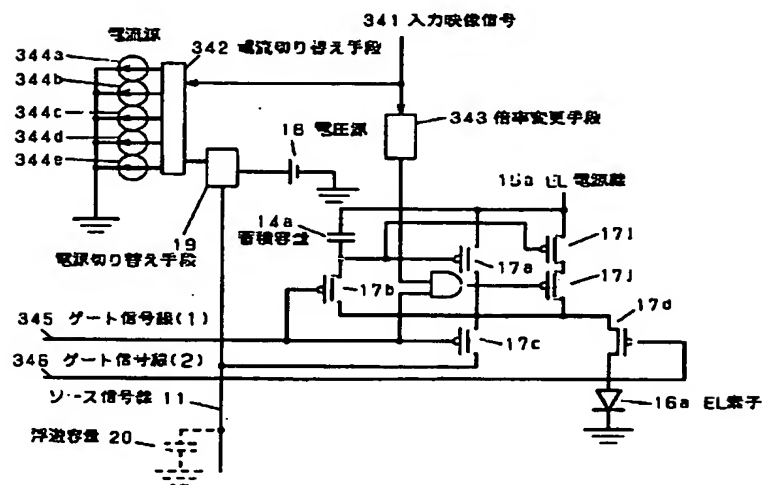 341 入力映像信号
電流源
344a
342 電流切り替え手段
344b
344c
344d
344e
18 電圧源
343 倍率変更手段
15a EL 電源線
19
電源切り替え手段
14a
蓄積容量
17i
17a
17j
17b
17d
345 ゲート信号線(1)
17c
346 ゲート信号線(2)
ソース信号線 11
16a EL素子
浮遊容量 20